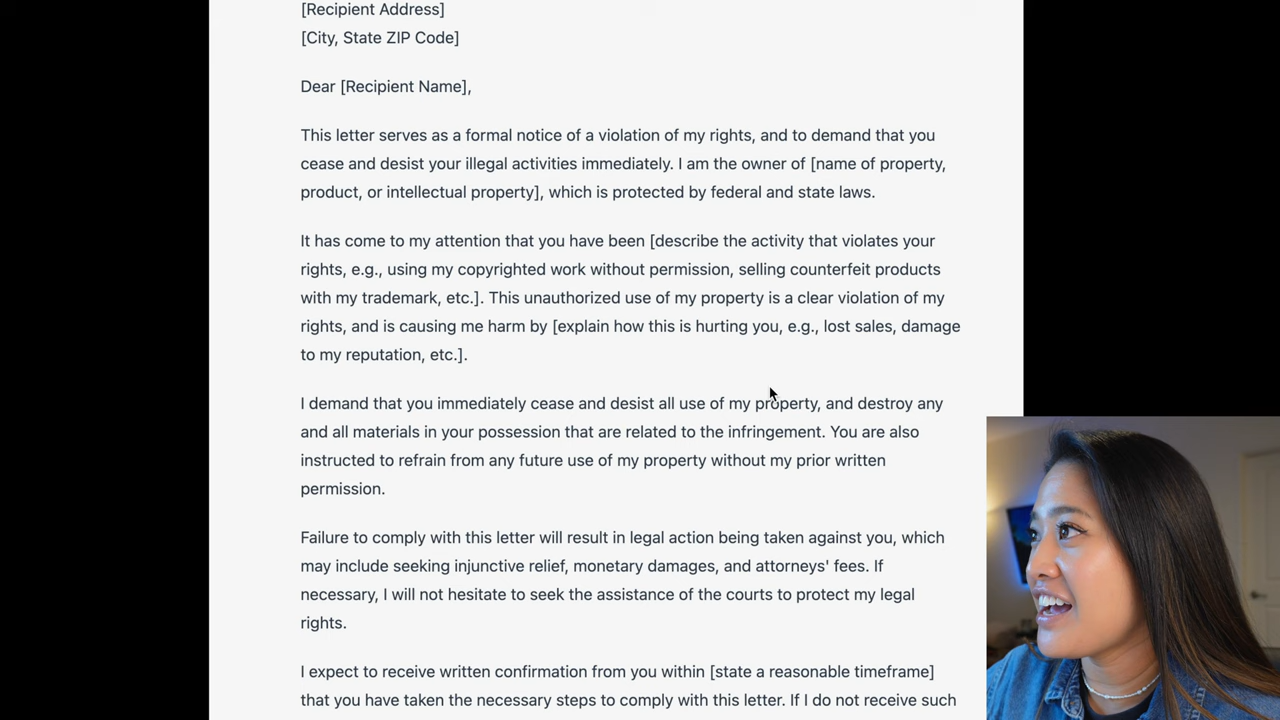 [Recipient Address]
[City, State ZIP Code]
Dear [Recipient Name],
This letter serves as a formal notice of a violation of my rights, and to demand that you
cease and desist your illegal activities immediately. I am the owner of [name of property,
product, or intellectual property], which is protected by federal and state laws.
It has come to my attention that you have been [describe the activity that violates your
rights, e.g., using my copyrighted work without permission, selling counterfeit products
with my trademark, etc.]. This unauthorized use of my property is a clear violation of my
rights, and is causing me harm by [explain how this is hurting you, e.g., lost sales, damage
to my reputation, etc.].
I demand that you immediately cease and desist all use of my property, and destroy any
and all materials in your possession that are related to the infringement. You are also
instructed to refrain from any future use of my property without my prior written
permission.
Failure to comply with this letter will result in legal action being taken against you, which
may include seeking injunctive relief, monetary damages, and attorneys' fees. If
necessary, I will not hesitate to seek the assistance of the courts to protect my legal
rights.
I expect to receive written confirmation from you within [state a reasonable timeframe]
that you have taken the necessary steps to comply with this letter. If I do not receive such